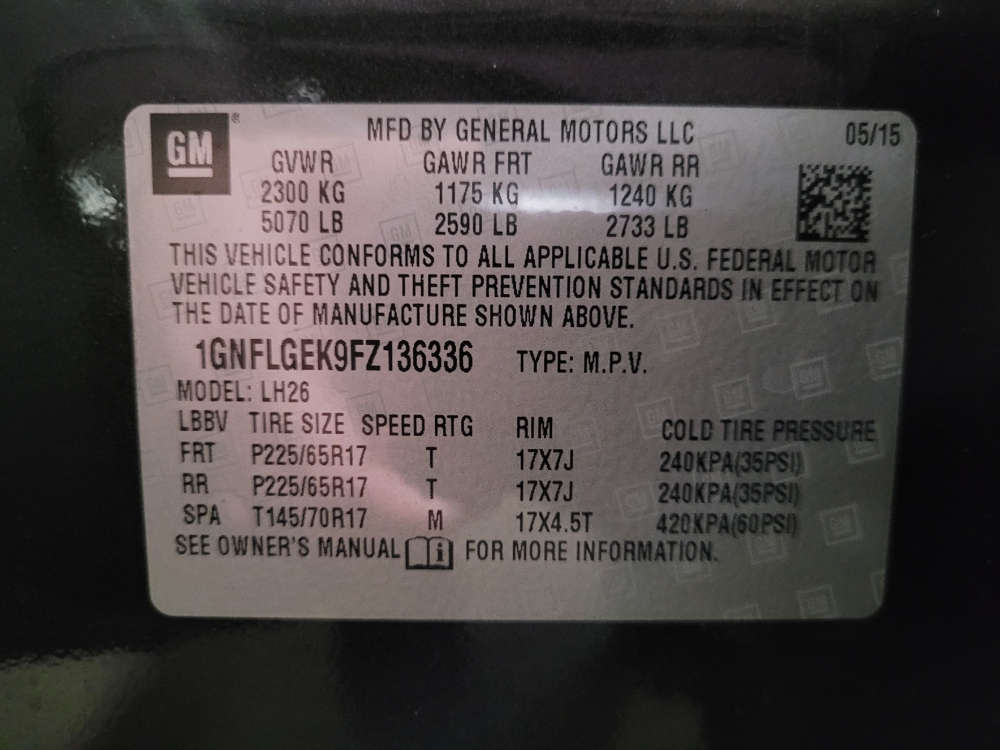 GM ®
MFD BY GENERAL MOTORS LLC 05/15
GVWR GAWR FRT GAWR RR
2300 KG 1175 KG 1240 KG
5070 LB 2590 LB 2733 LB
THIS VEHICLE CONFORMS TO ALL APPLICABLE U.S. FEDERAL MOTOR
VEHICLE SAFETY AND THEFT PREVENTION STANDARDS IN EFFECT ON
THE DATE OF MANUFACTURE SHOWN ABOVE.
1GNFLGEK9FZ136336 TYPE: M.P.V.
MODEL: LH26
LBBV TIRE SIZE SPEED RTG RIM COLD TIRE PRESSURE
FRT P225/65R17 T 17X7J 240KPA(35PSI)
RR P225/65R17 T 17X7J 240KPA(35PSI)
SPA T145/70R17 M 17X4.5T 420KPA(60PSI)
SEE OWNER'S MANUAL i FOR MORE INFORMATION.